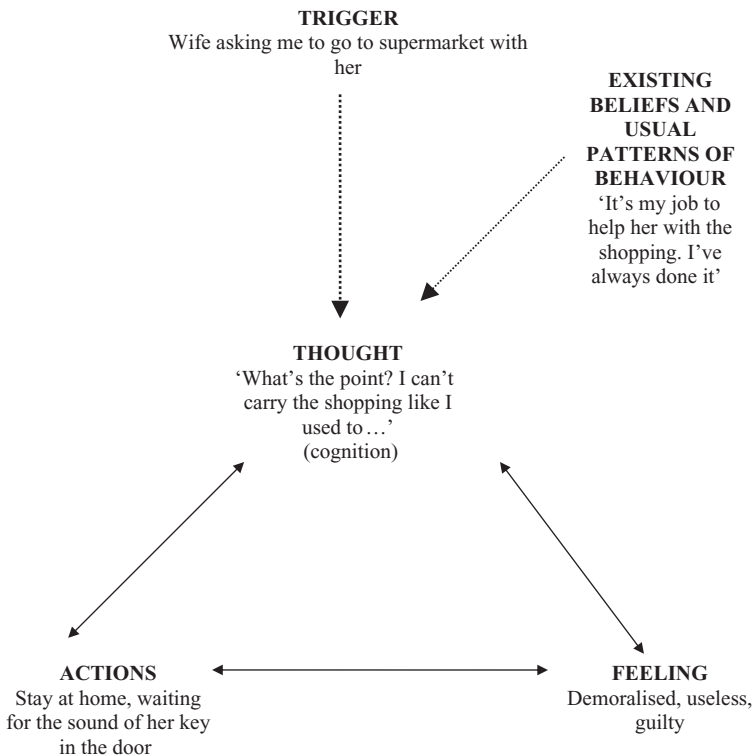 TRIGGER
Wife asking me to go to supermarket with
her
EXISTING
BELIEFS AND
USUAL
PATTERNS OF
BEHAVIOUR
‘It’s my job to
help her with the
shopping. I’ve
always done it’
THOUGHT
‘What’s the point? I can’t
carry the shopping like I
used to…’
(cognition)
ACTIONS
Stay at home, waiting
for the sound of her key
in the door
FEELING
Demoralised, useless,
guilty